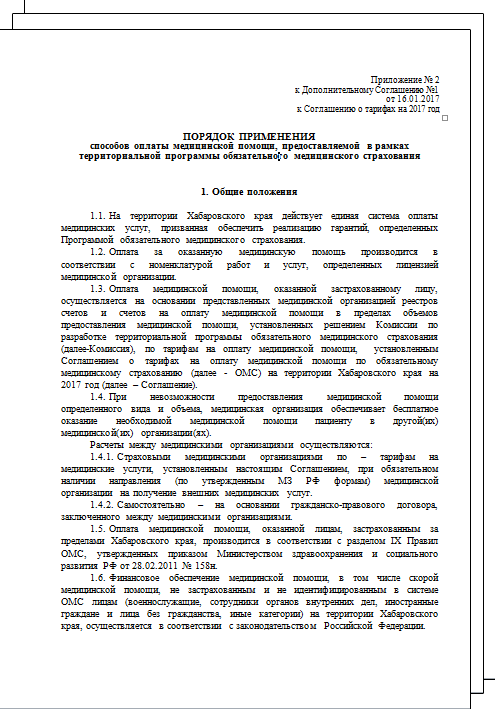 Приложение № 2
к Дополнительному Соглашению №1
от 16.01.2017
к Соглашению о тарифах на 2017 год
ПОРЯДОК ПРИМЕНЕНИЯ
способов оплаты медицинской помощи, предоставляемой в рамках
территориальной программы обязательного медицинского страхования
1. Общие положения
1.1. На территории Хабаровского края действует единая система оплаты
медицинских услуг, призванная обеспечить реализацию гарантий, определенных
Программой обязательного медицинского страхования.
1.2. Оплата за оказанную медицинскую помощь производится в
соответствии с номенклатурой работ и услуг, определенных лицензией
медицинской организации.
1.3. Оплата медицинской помощи, оказанной застрахованному лицу,
осуществляется на основании представленных медицинской организацией реестров
счетов и счетов на оплату медицинской помощи в пределах объемов
предоставления медицинской помощи, установленных решением Комиссии по
разработке территориальной программы обязательного медицинского страхования
(далее-Комиссия), по тарифам на оплату медицинской помощи, установленным
Соглашением о тарифах на оплату медицинской помощи по обязательному
медицинскому страхованию (далее - ОМС) на территории Хабаровского края на
2017 год (далее – Соглашение).
1.4. При невозможности предоставления медицинской помощи
определенного вида и объема, медицинская организация обеспечивает бесплатное
оказание необходимой медицинской помощи пациенту в другой(их)
медицинской(их) организации(ях).
Расчеты между медицинскими организациями осуществляются:
1.4.1. Страховыми медицинскими организациями по – тарифам на
медицинские услуги, установленным настоящим Соглашением, при обязательном
наличии направления (по утвержденным МЗ РФ формам) медицинской
организации на получение внешних медицинских услуг.
1.4.2. Самостоятельно – на основании гражданско-правового договора,
заключенного между медицинскими организациями.
1.5. Оплата медицинской помощи, оказанной лицам, застрахованным за
пределами Хабаровского края, производится в соответствии с разделом IX Правил
ОМС, утвержденных приказом Министерством здравоохранения и социального
развития РФ от 28.02.2011 № 158н.
1.6. Финансовое обеспечение медицинской помощи, в том числе скорой
медицинской помощи, не застрахованным и не идентифицированным в системе
ОМС лицам (военнослужащие, сотрудники органов внутренних дел, иностранные
граждане и лица без гражданства, иные категории) на территории Хабаровского
края, осуществляется в соответствии с законодательством Российской Федерации.